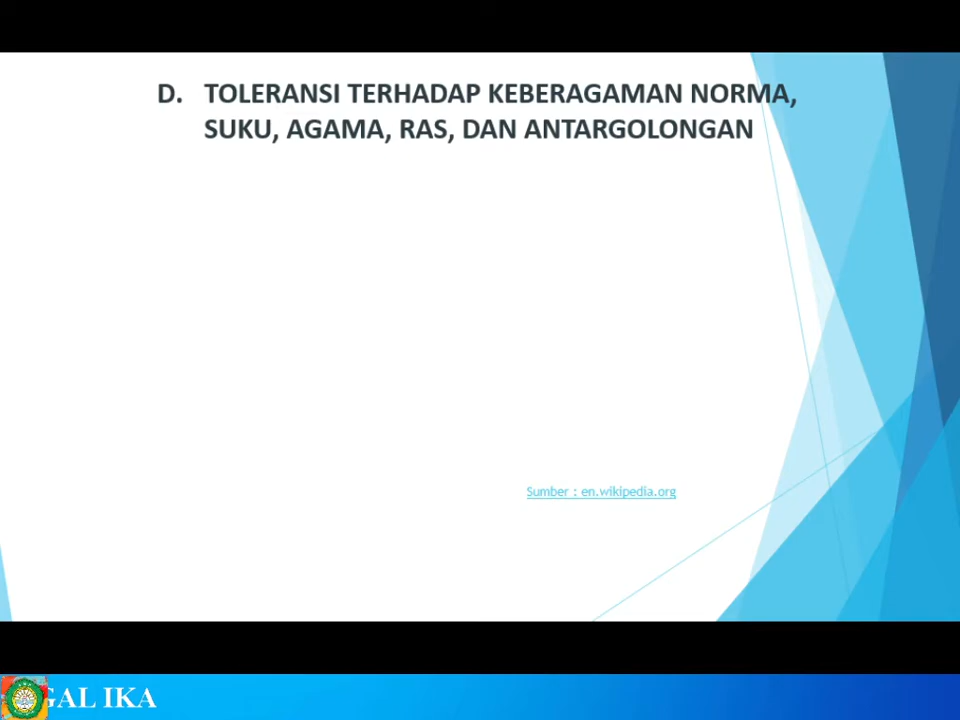 D. TOLERANSI TERHADAP KEBERAGAMAN NORMA,
SUKU, AGAMA, RAS, DAN ANTARGOLONGAN
Sumber : en.wikipedia.org
GAL IKA